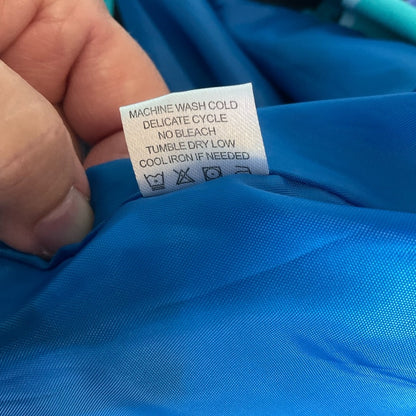 MACHINE WASH COLD
DELICATE CYCLE
NO BLEACH
TUMBLE DRY LOW
COOL IRON IF NEEDED